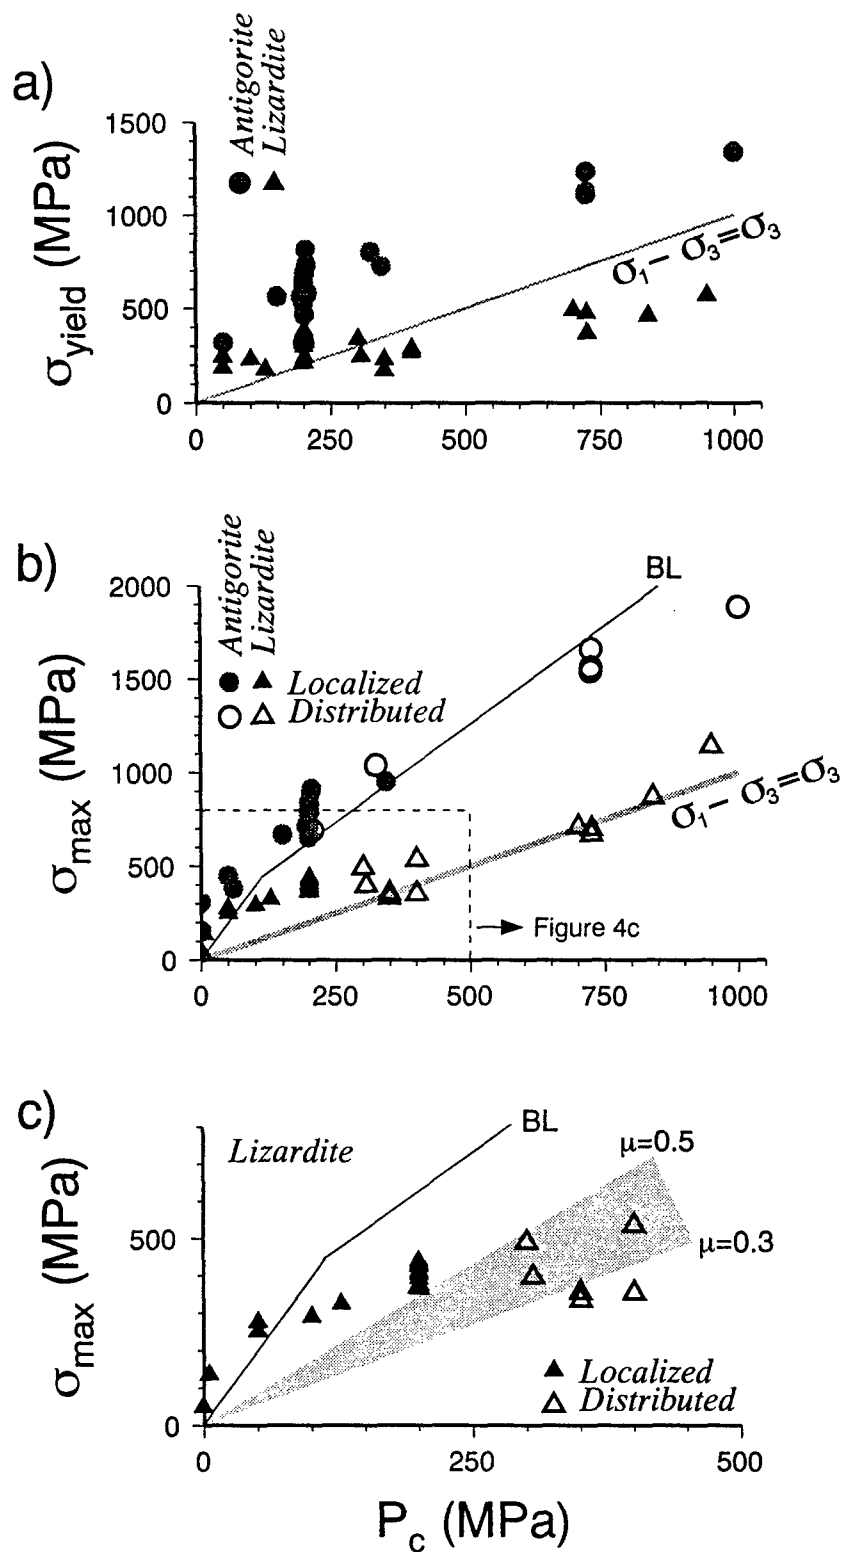 a)
Antigorite
Lizardite
1500
1000
500
0
σyield (MPa)
σ1 – σ3=σ3
0 250 500 750 1000
b)
Antigorite
Lizardite
2000
1500
1000
500
0
σmax (MPa)
BL
Localized
Distributed
σ1 – σ3=σ3
Figure 4c
0 250 500 750 1000
c)
Lizardite
BL
μ=0.5
μ=0.3
500
0
σmax (MPa)
Localized
Distributed
0 250 500
Pc (MPa)